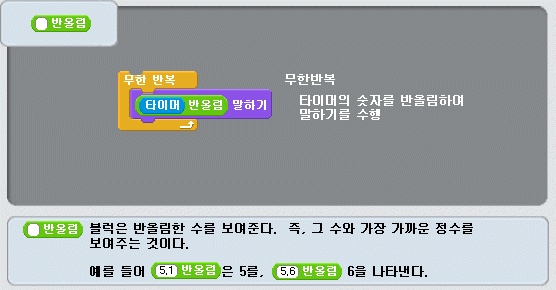 반올림
무한 반복
타이머 반올림 말하기
무한반복
타이머의 숫자를 반올림하여
말하기를 수행
반올림 블럭은 반올림한 수를 보여준다. 즉, 그 수와 가장 가까운 정수를
보여주는 것이다.
예를 들어 5,1 반올림 은 5를, 5,6 반올림 6을 나타낸다.